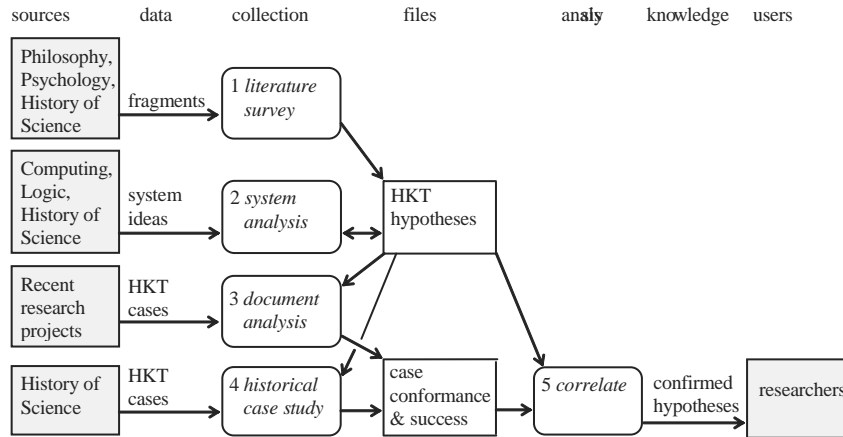 sources data collection files analsis knowledge users
Philosophy,
Psychology,
History of
Science
fragments
1 literature
survey
Computing,
Logic,
History of
Science
system
ideas
2 system
analysis
HKT
hypotheses
Recent
research
projects
HKT
cases
3 document
analysis
History of
Science
HKT
cases
4 historical
case study
case
conformance
& success
5 correlate
confirmed
hypotheses
researchers